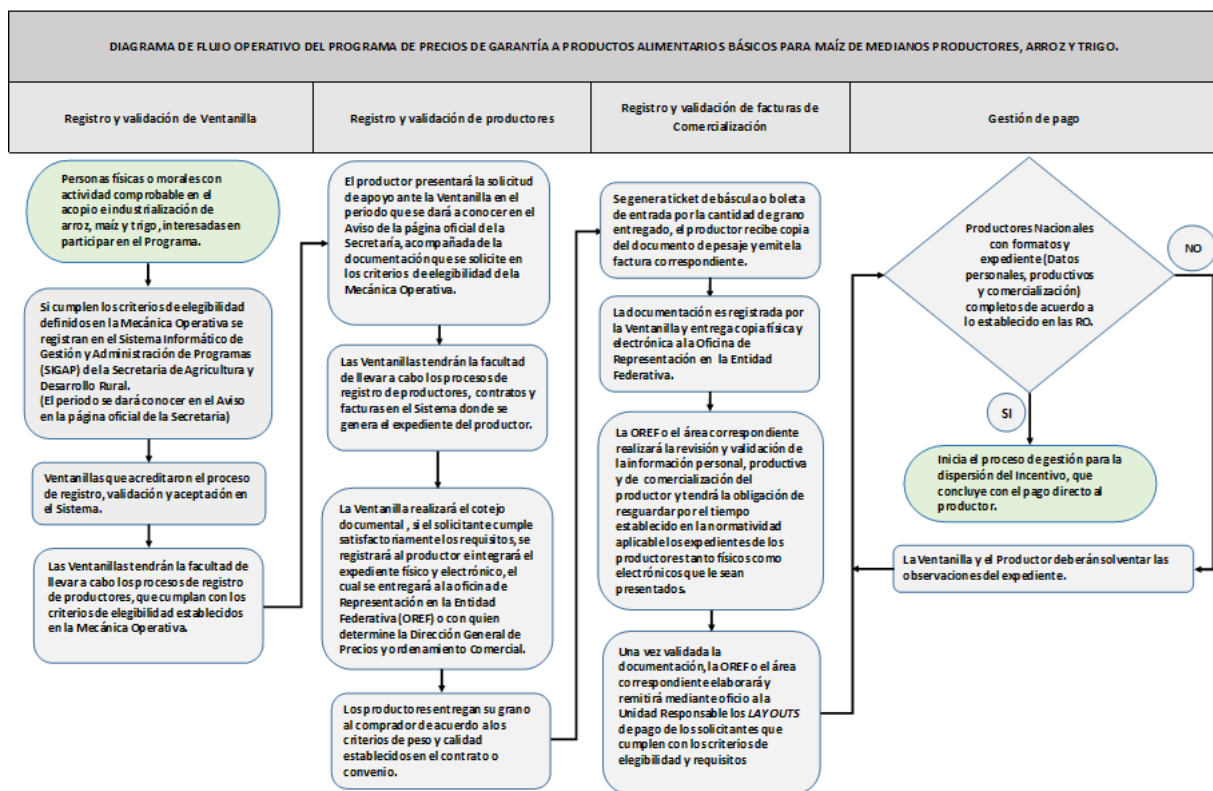 DIAGRAMA DE FLUJO OPERATIVO DEL PROGRAMA DE PRECIOS DE GARANTÍA A PRODUCTOS ALIMENTARIOS BÁSICOS PARA MAÍZ DE MEDIANOS PRODUCTORES, ARROZ Y TRIGO.
Registro y validación de Ventanilla
Registro y validación de productores
Registro y validación de facturas de
Comercialización
Gestión de pago
Personas físicas o morales con
actividad comprobable en el
acopio e industrialización de
arroz, maíz y trigo, interesadas en
participar en el Programa.
Si cumplen los criterios de elegibilidad
definidos en la Mecánica Operativa se
registran en el Sistema Informático de
Gestión y Administración de Programas
(SIGAP) de la Secretaria de Agricultura y
Desarrollo Rural.
(El periodo se dará conocer en el Aviso
en la página oficial de la Secretaria)
Ventanillas que acreditaron el proceso
de registro, validación y aceptación en
el Sistema.
Las Ventanillas tendrán la facultad de
llevar a cabo los procesos de registro
de productores, que cumplan con los
criterios de elegibilidad establecidos
en la Mecánica Operativa.
El productor presentará la solicitud
de apoyo ante la Ventanilla en el
periodo que se dará a conocer en el
Aviso de la página oficial de la
Secretaría, acompañada de la
documentación que se solicite en
los criterios de elegibilidad de la
Mecánica Operativa.
Las Ventanillas tendrán la facultad
de llevar a cabo los procesos de
registro de productores, contratos y
facturas en el Sistema donde se
genera el expediente del productor.
La Ventanilla realizará el cotejo
documental , si el solicitante cumple
satisfactoriamente los requisitos, se
registrará al productor e integrará el
expediente físico y electrónico, el
cual se entregará a la oficina de
Representación en la Entidad
Federativa (OREF) o con quien
determine la Dirección General de
Precios y ordenamiento Comercial.
Los productores entregan su grano
al comprador de acuerdo a los
criterios de peso y calidad
establecidos en el contrato o
convenio.
Se genera ticket de báscula o boleta
de entrada por la cantidad de grano
entregado, el productor recibe copia
del documento de pesaje y emite la
factura correspondiente.
La documentación es registrada por
la Ventanilla y entrega copia física y
electrónica a la Oficina de
Representación en la Entidad
Federativa.
La OREF o el área correspondiente
realizará la revisión y validación de
la información personal, productiva
y de comercialización del
productor y tendrá la obligación de
resguardar por el tiempo
establecido en la normatividad
aplicable los expedientes de los
productores tanto físicos como
electrónicos que le sean
presentados.
Una vez validada la
documentación, la OREF o el área
correspondiente elaborará y
remitirá mediante oficio a la
Unidad Responsable los LAYOUTS
de pago de los solicitantes que
cumplen con los criterios de
elegibilidad y requisitos
Productores Nacionales
con formatos y
expediente (Datos
personales, productivos
y comercialización)
completos de acuerdo a
lo establecido en las RO.
NO
SI
Inicia el proceso de gestión para la
dispersión del Incentivo, que
concluye con el pago directo al
productor.
La Ventanilla y el Productor deberán solventar las
observaciones del expediente.